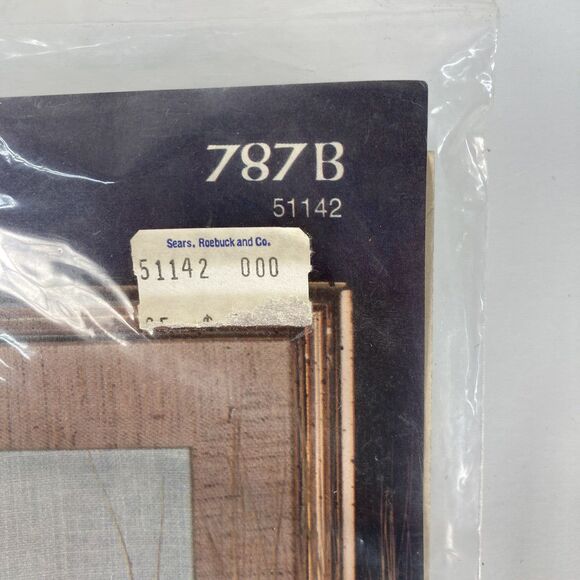 787B
51142
Sears, Roebuck and Co.
51142 000